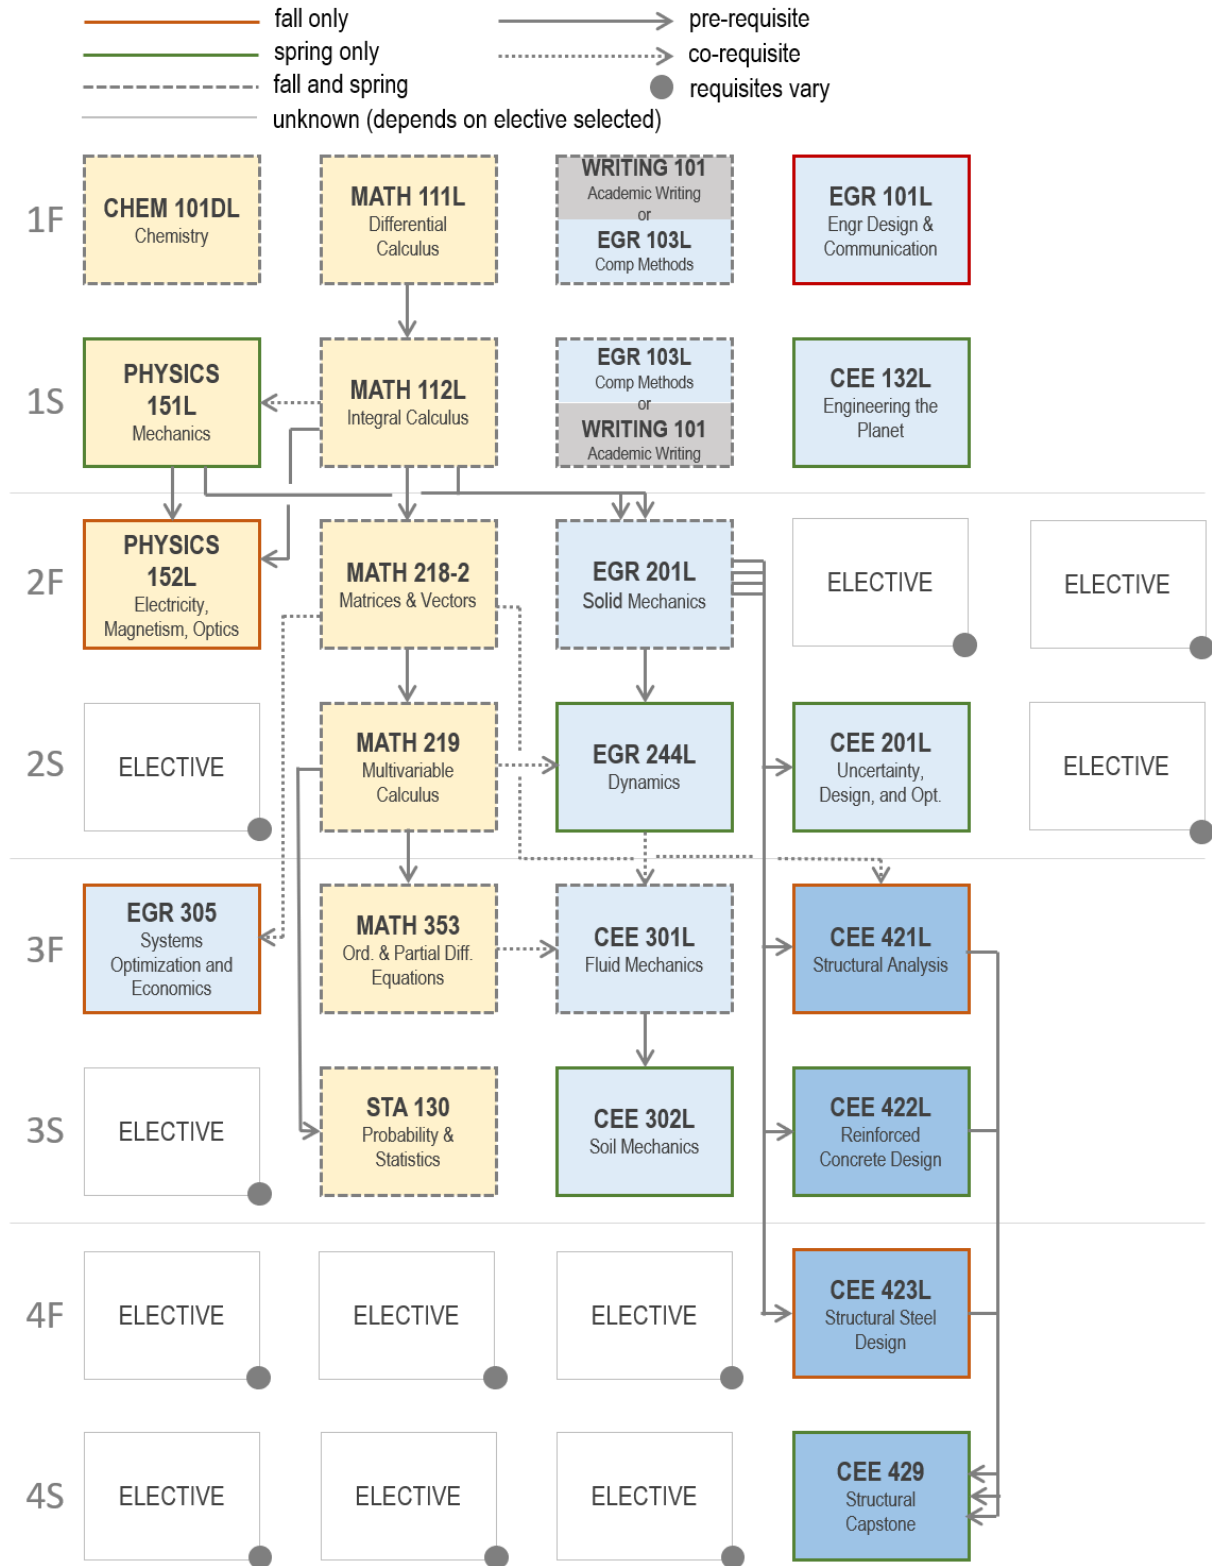 fall only
pre-requisite
spring only
co-requisite
fall and spring
requisites vary
unknown (depends on elective selected)
1F
CHEM 101DL
Chemistry
MATH 111L
Differential
Calculus
WRITING 101
Academic Writing
or
EGR 103L
Comp Methods
EGR 101L
Engr Design &
Communication
1S
PHYSICS
151L
Mechanics
MATH 112L
Integral Calculus
EGR 103L
Comp Methods
or
WRITING 101
Academic Writing
CEE 132L
Engineering the
Planet
2F
PHYSICS
152L
Electricity,
Magnetism, Optics
MATH 218-2
Matrices & Vectors
EGR 201L
Solid Mechanics
ELECTIVE
ELECTIVE
2S
ELECTIVE
MATH 219
Multivariable
Calculus
EGR 244L
Dynamics
CEE 201L
Uncertainty,
Design, and Opt.
ELECTIVE
3F
EGR 305
Systems
Optimization and
Economics
MATH 353
Ord. & Partial Diff.
Equations
CEE 301L
Fluid Mechanics
CEE 421L
Structural Analysis
3S
ELECTIVE
STA 130
Probability &
Statistics
CEE 302L
Soil Mechanics
CEE 422L
Reinforced
Concrete Design
4F
ELECTIVE
ELECTIVE
ELECTIVE
CEE 423L
Structural Steel
Design
4S
ELECTIVE
ELECTIVE
ELECTIVE
CEE 429
Structural
Capstone